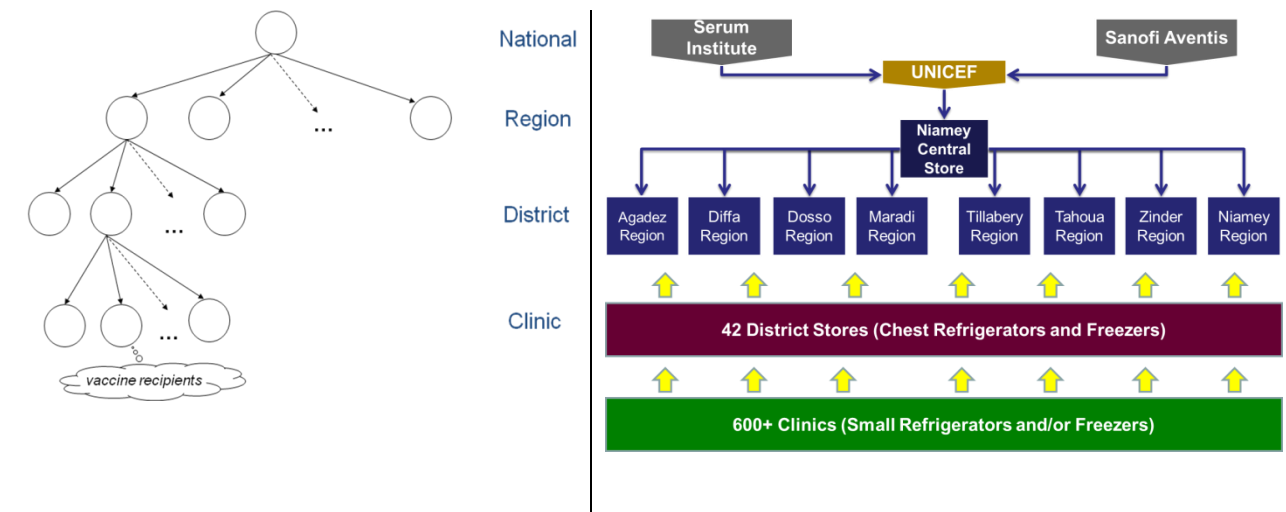 National
Region
...
District
...
Clinic
...
vaccine recipients
Serum
Institute
Sanofi Aventis
UNICEF
Niamey
Central
Store
Agadez
Region
Diffa
Region
Dosso
Region
Maradi
Region
Tillabery
Region
Tahoua
Region
Zinder
Region
Niamey
Region
42 District Stores (Chest Refrigerators and Freezers)
600+ Clinics (Small Refrigerators and/or Freezers)